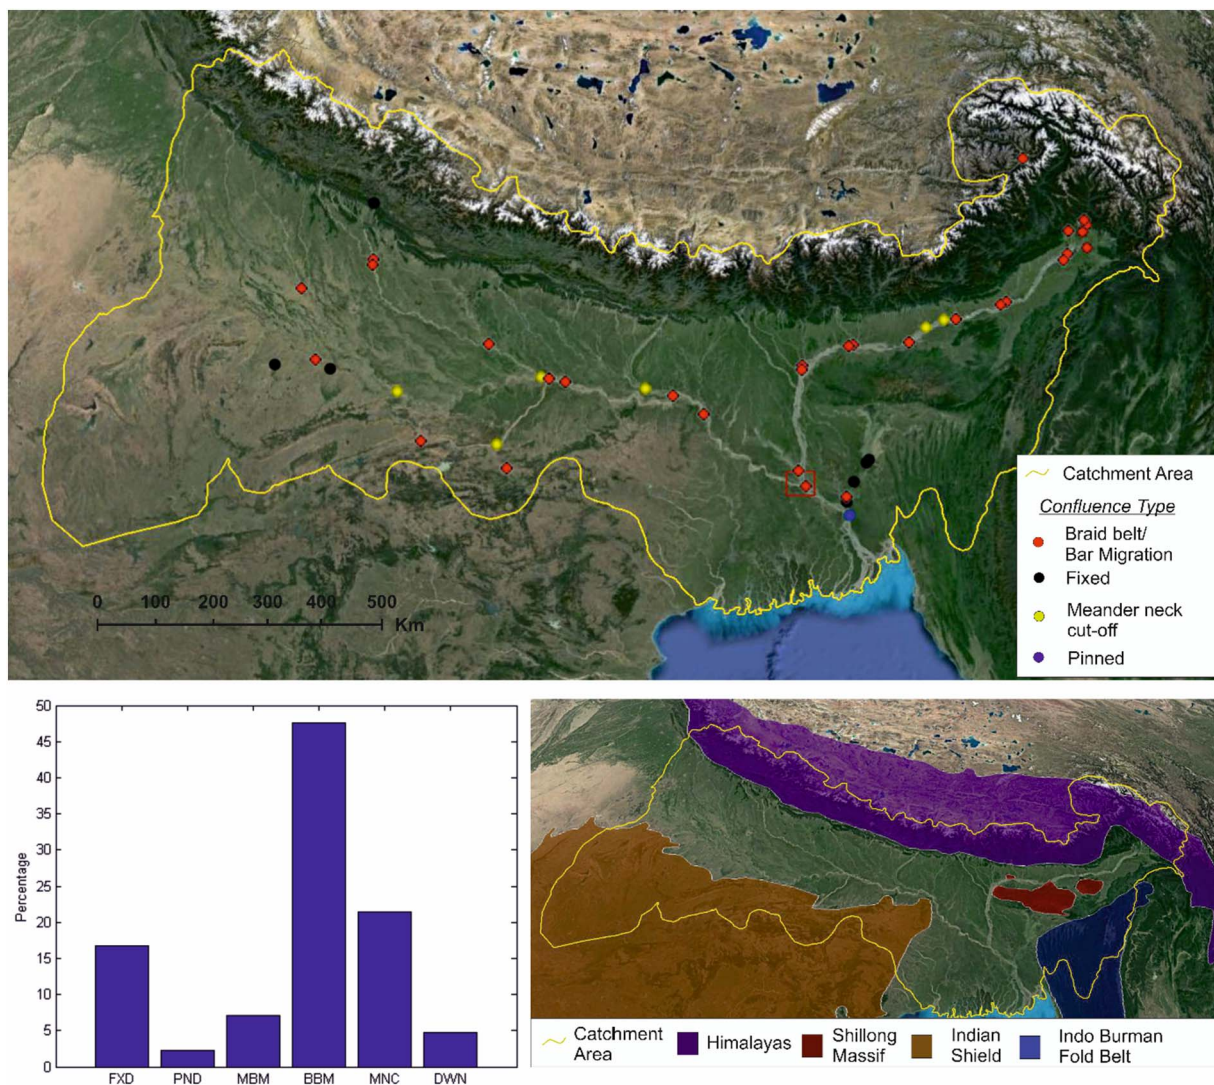 Catchment Area
Confluence Type
Braid belt/
Bar Migration
Fixed
Meander neck
cut-off
Pinned
0 100 200 300 400 500
Km
50
45
40
35
30
25
20
15
10
5
0
Percentage
FXD PND MBM BBM MNC DWN
Catchment
Area
Himalayas
Shillong
Massif
Indian
Shield
Indo Burman
Fold Belt